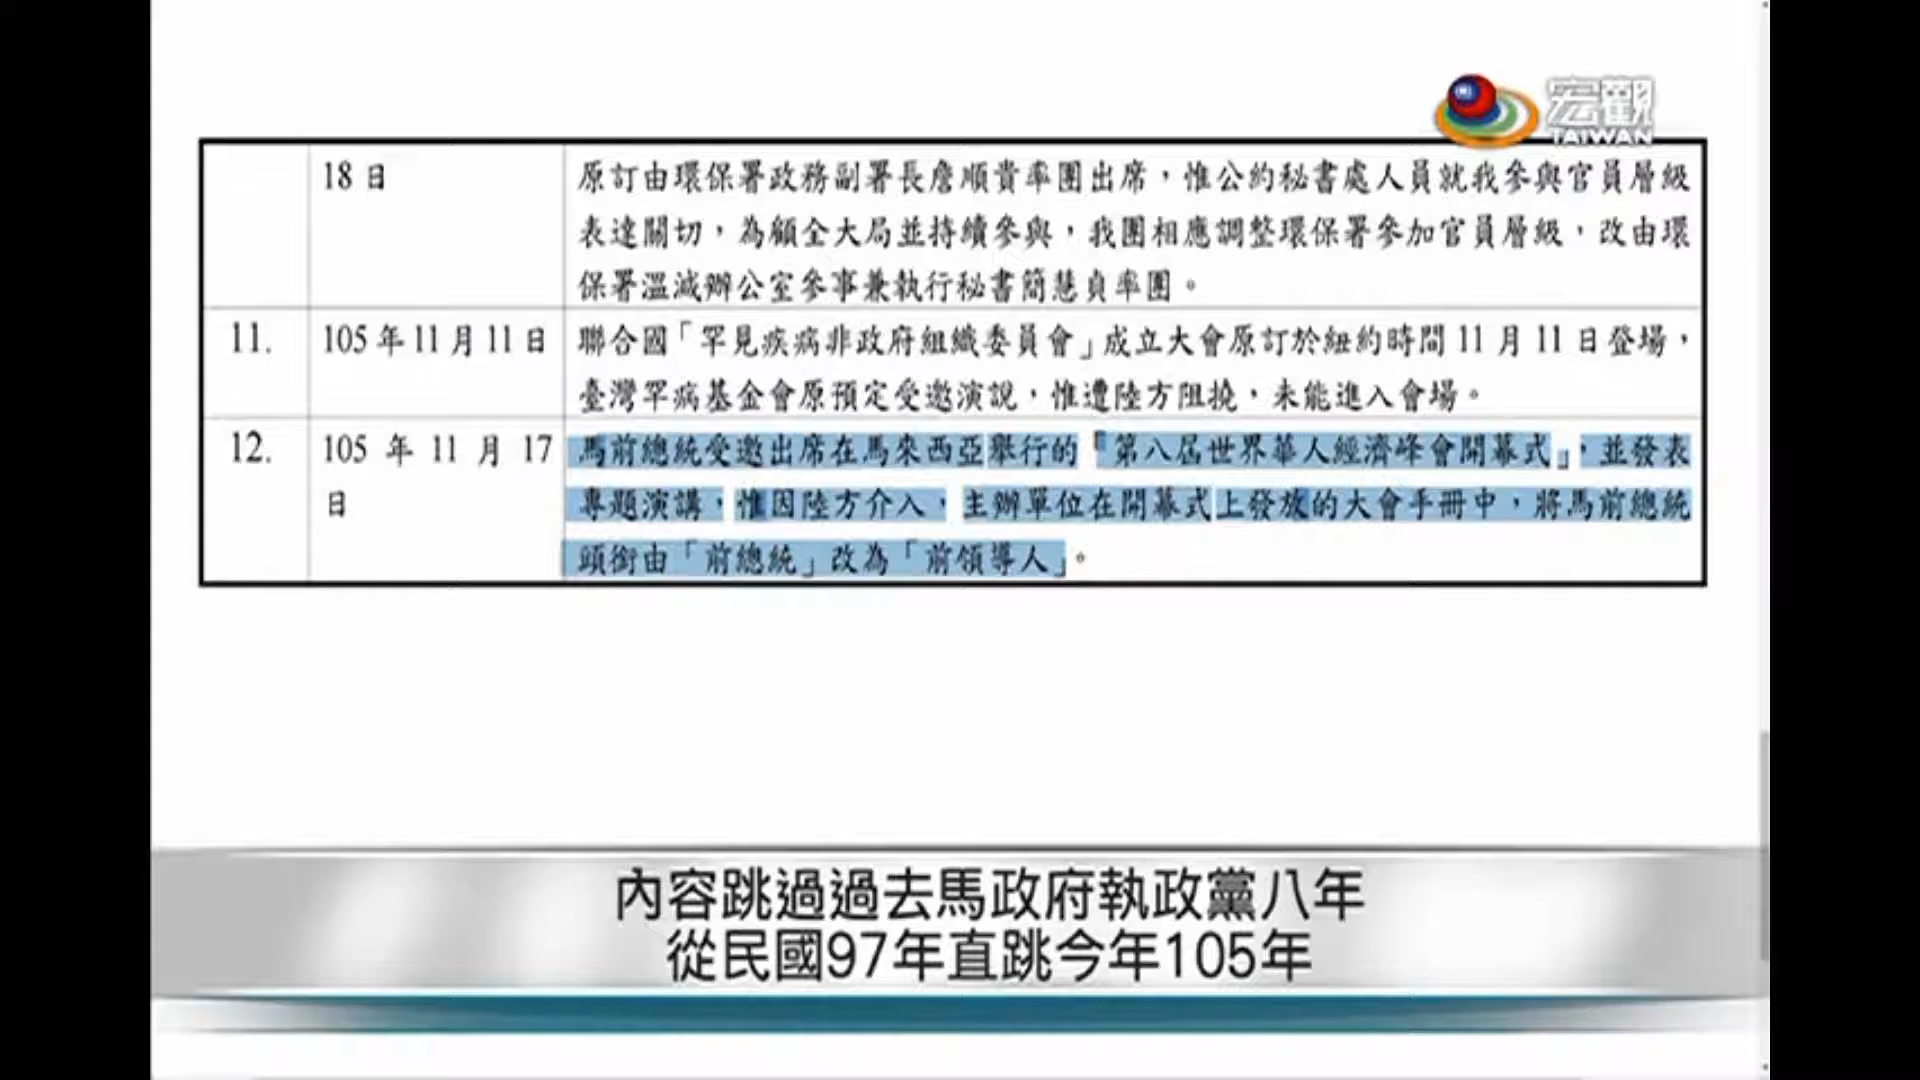 宏觀
TAIWAN
18日
原訂由環保署政務副署長詹順貴率團出席，惟公約秘書處人員就我參與官員層級
表達關切，為顧全大局並持續參與，我團相應調整環保署參加官員層級，改由環
保署溫減辦公室參事兼執行秘書簡慧貞率團。
11.
105年11月11日
聯合國「罕見疾病非政府組織委員會」成立大會原訂於紐約時間11月11日登場，
臺灣罕病基金會原預定受邀演說，惟遭陸方阻撓，未能進入會場。
12.
105年11月17
日
馬前總統受邀出席在馬來西亞舉行的『第八屆世界華人經濟峰會開幕式』，並發表
專題演講，惟因陸方介入，主辦單位在開幕式上發放的大會手冊中，將馬前總統
頭銜由「前總統」改為「前領導人」。
內容跳過過去馬政府執政黨八年
從民國97年直跳今年105年